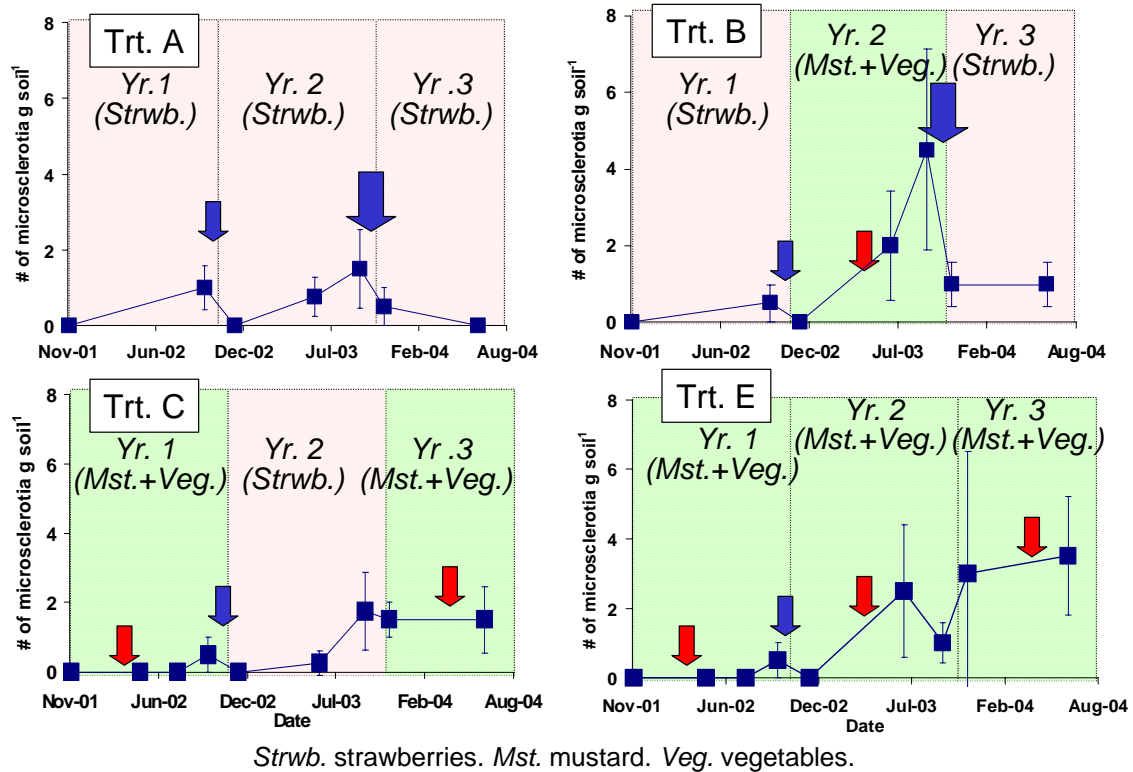 Trt. A
Yr.1
(Strwb.)
Yr. 2
(Strwb.)
Yr .3
(Strwb.)
# of microsclerotia g soil¹
8
6
4
2
0
Nov-01 Jun-02 Dec-02 Jul-03 Feb-04 Aug-04
Trt. B
Yr. 1
(Strwb.)
Yr. 2
(Mst.+Veg.)
Yr. 3
(Strwb.)
# of microsclerotia g soil⁻¹
8
6
4
2
0
Nov-01 Jun-02 Dec-02 Jul-03 Feb-04 Aug-04
Trt. C
Yr. 1
(Mst.+Veg.)
Yr. 2
(Strwb.)
Yr .3
(Mst.+Veg.)
# of microsclerotia g soil¹
8
6
4
2
0
Nov-01 Jun-02 Dec-02 Jul-03 Feb-04 Aug-04
Date
Trt. E
Yr. 1
(Mst.+Veg.)
Yr. 2
(Mst.+Veg.)
Yr. 3
(Mst.+Veg.)
# of microsclerotia g soil¹
8
6
4
2
0
Nov-01 Jun-02 Dec-02 Jul-03 Feb-04 Aug-04
Date
Strwb. strawberries. Mst. mustard. Veg. vegetables.